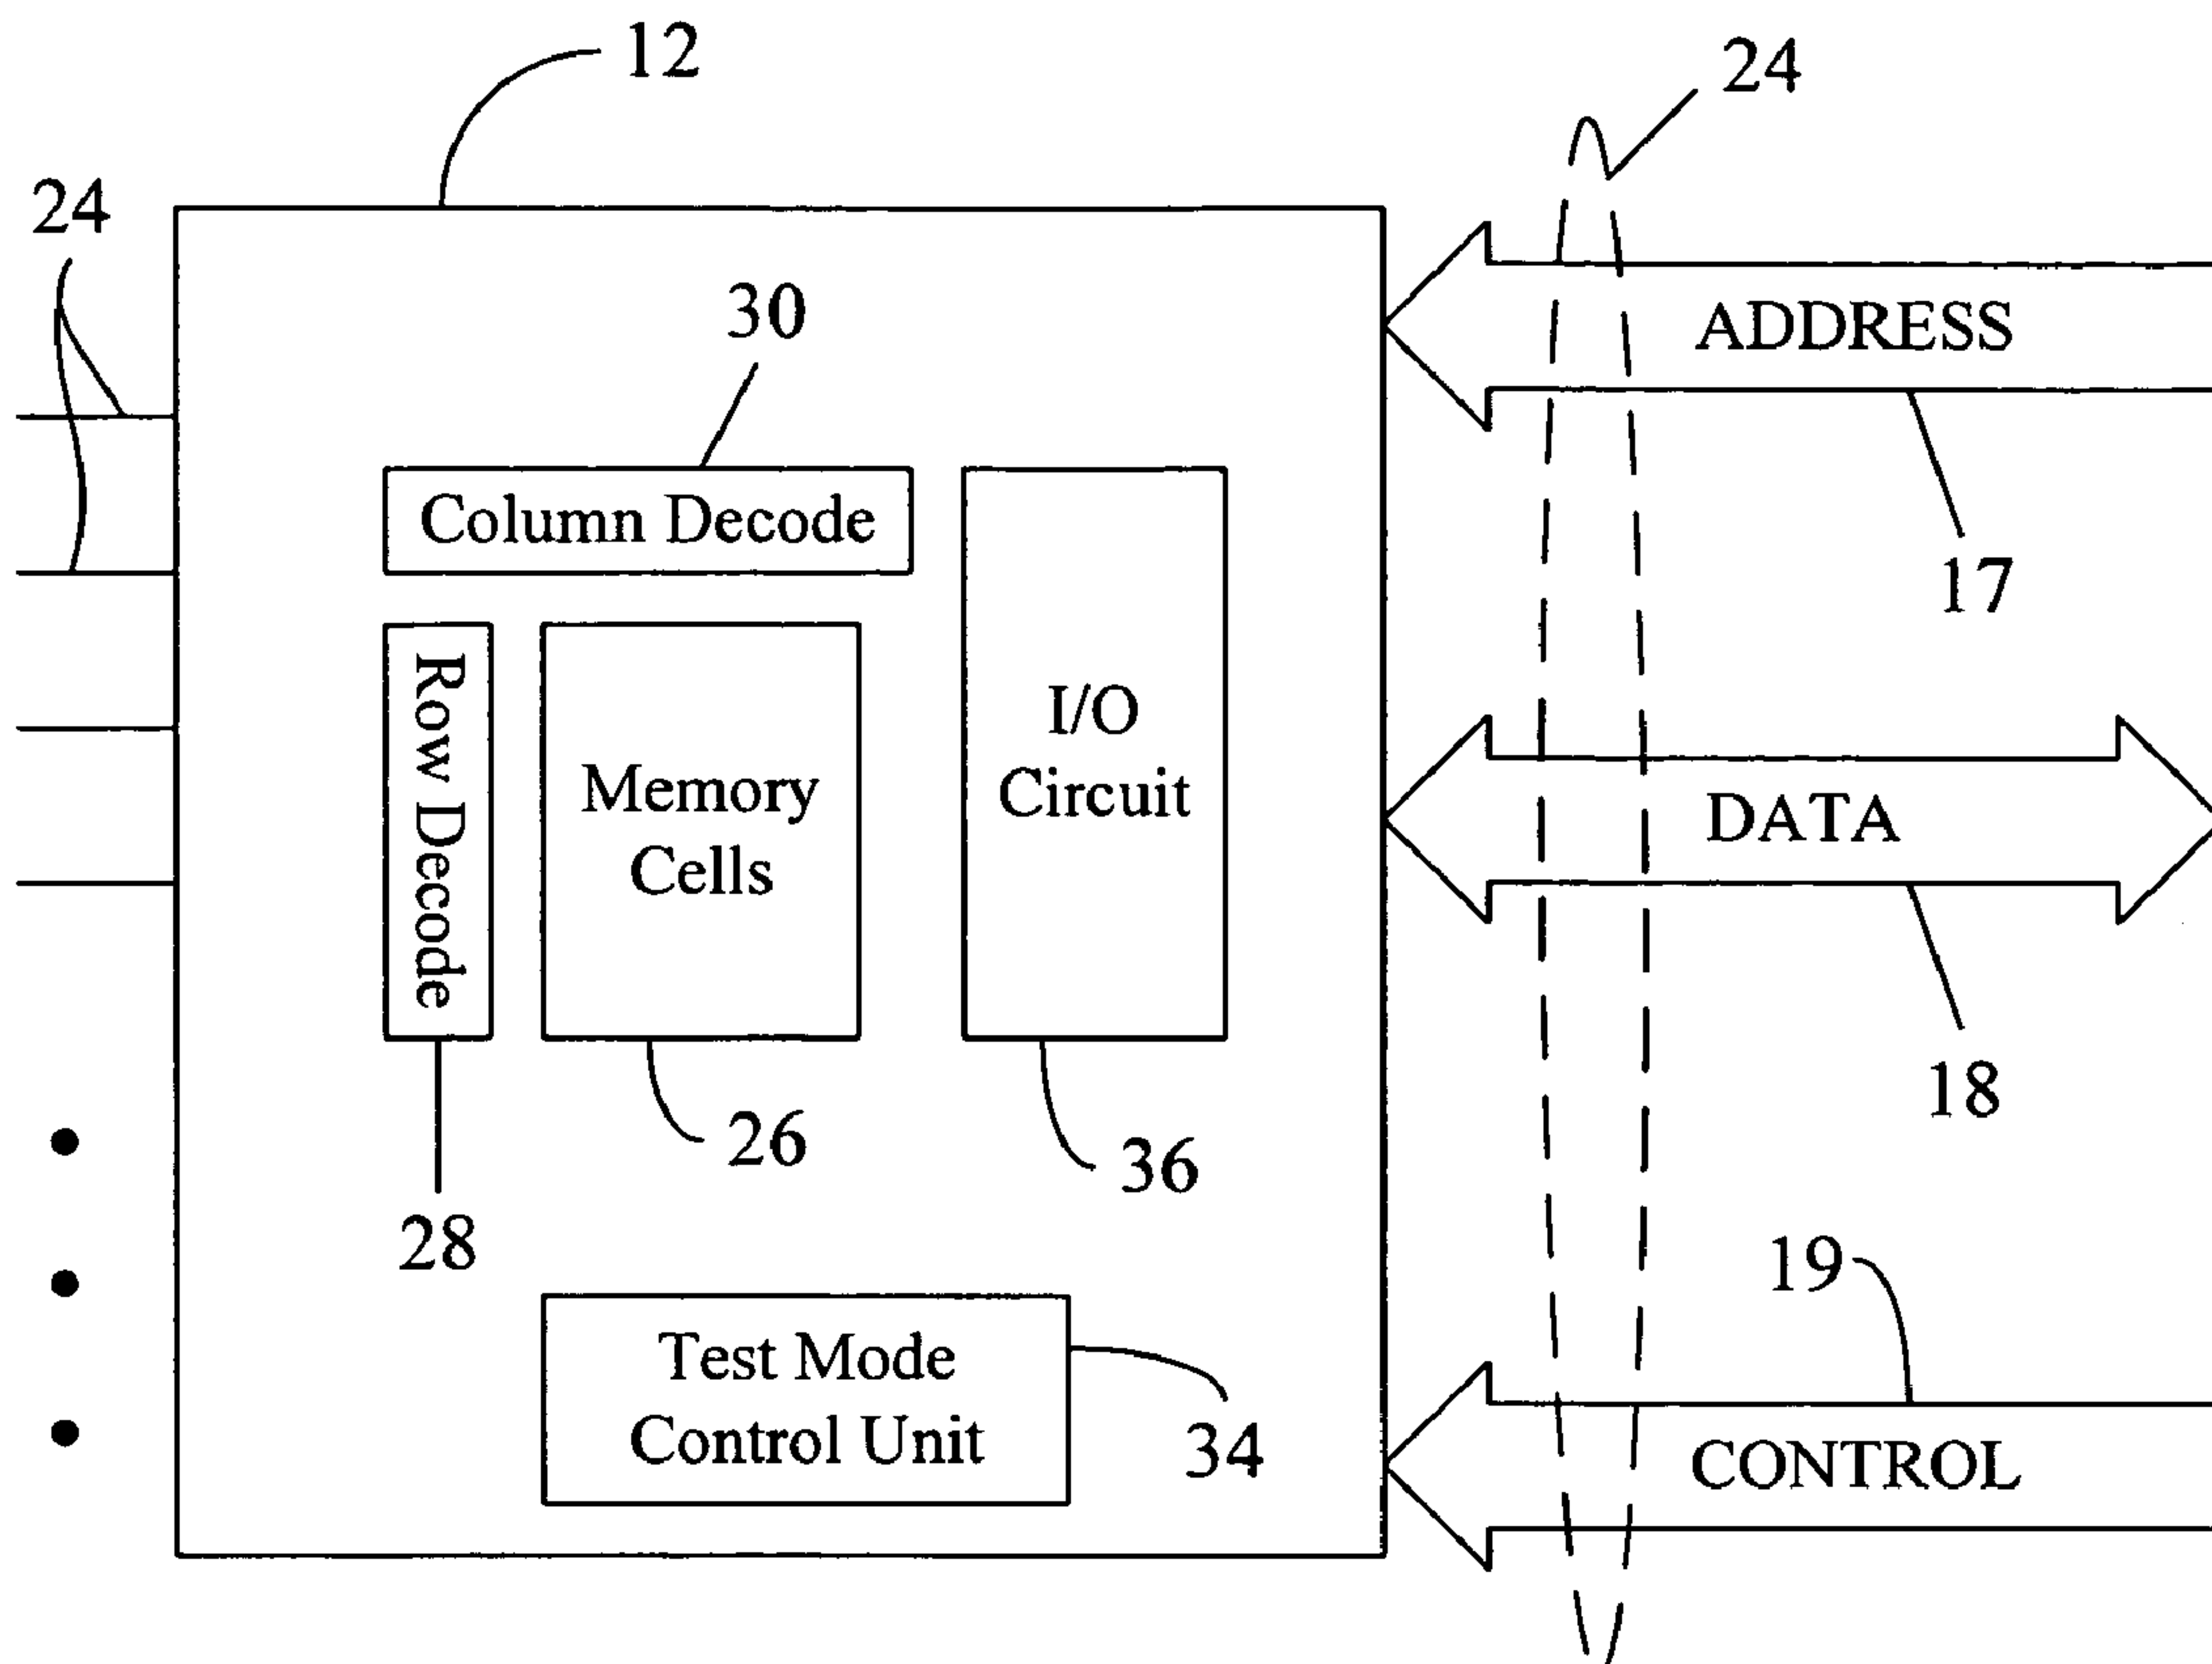 12
24
24
30
ADDRESS
Column Decode
17
Row Decode
I/O
Circuit
Memory
Cells
DATA
18
26
36
28
19
Test Mode
Control Unit
34
CONTROL